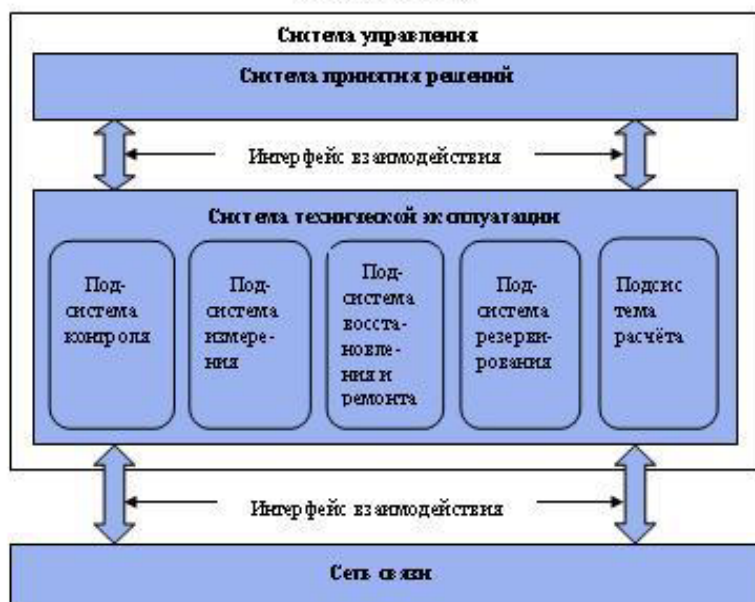 Система управления
Система принятия решений
Интерфейс взаимодействия
Система технической эксплуатации
Под-
система
контроля
Под-
система
измере-
ния
Под-
система
восста-
новле-
ния и
ремонта
Под-
система
резерви-
рования
Подсис
тема
расчёта
Интерфейс взаимодействия
Сеть связи